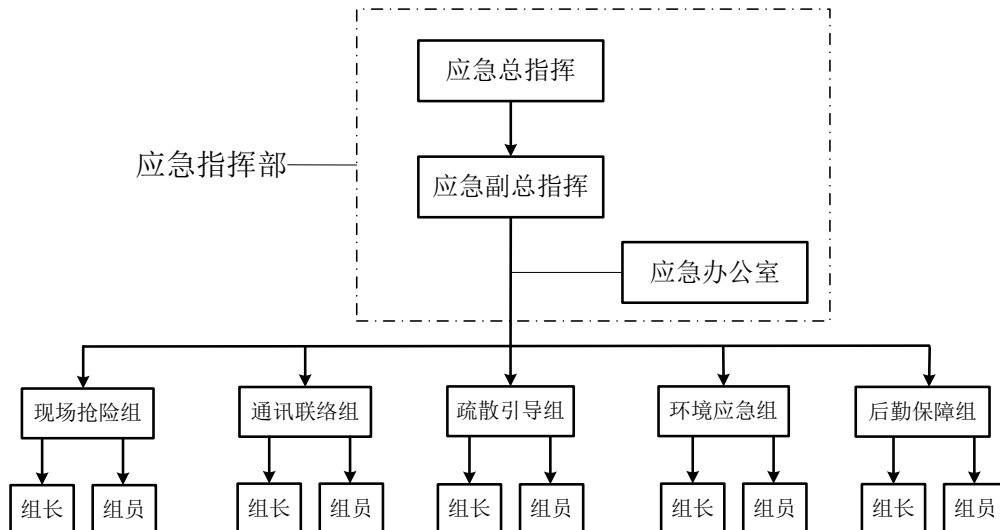 应急总指挥
应急指挥部
应急副总指挥
应急办公室
现场抢险组
通讯联络组
疏散引导组
环境应急组
后勤保障组
组长
组员
组长
组员
组长
组员
组长
组员
组长
组员